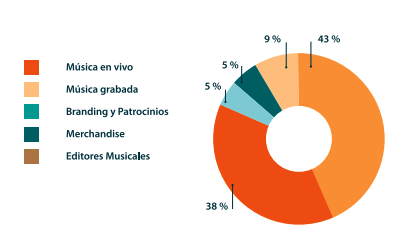 9 %
43 %
Música en vivo
5 %
Música grabada
5 %
Branding y Patrocinios
Merchandise
Editores Musicales
38 %